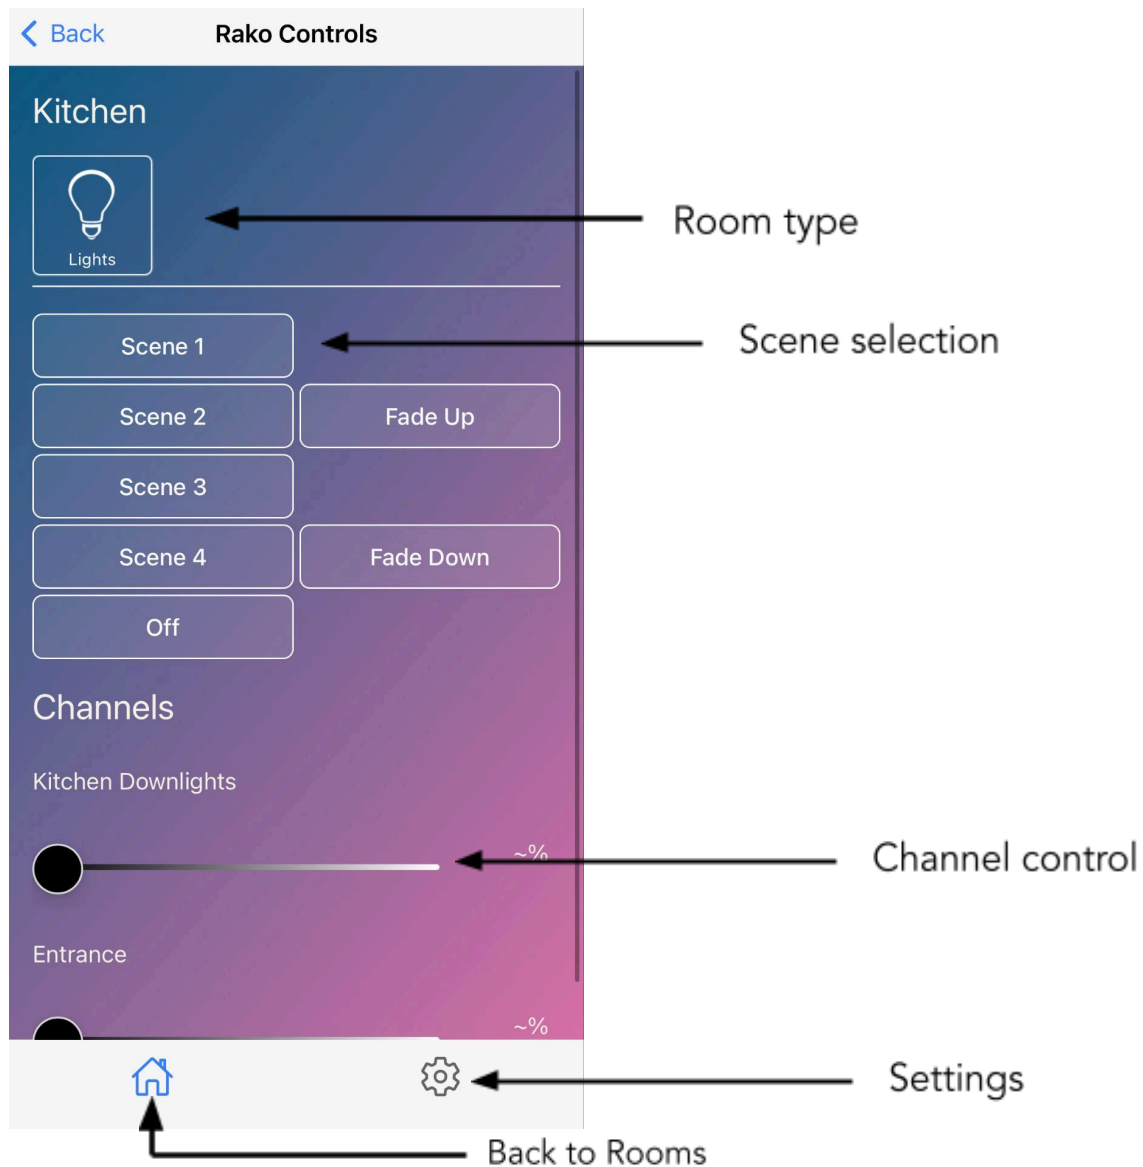 Back
Rako Controls
Kitchen
Lights
Room type
Scene 1
Scene selection
Scene 2
Fade Up
Scene 3
Scene 4
Fade Down
Off
Channels
Kitchen Downlights
~%
Channel control
Entrance
~%
Settings
Back to Rooms